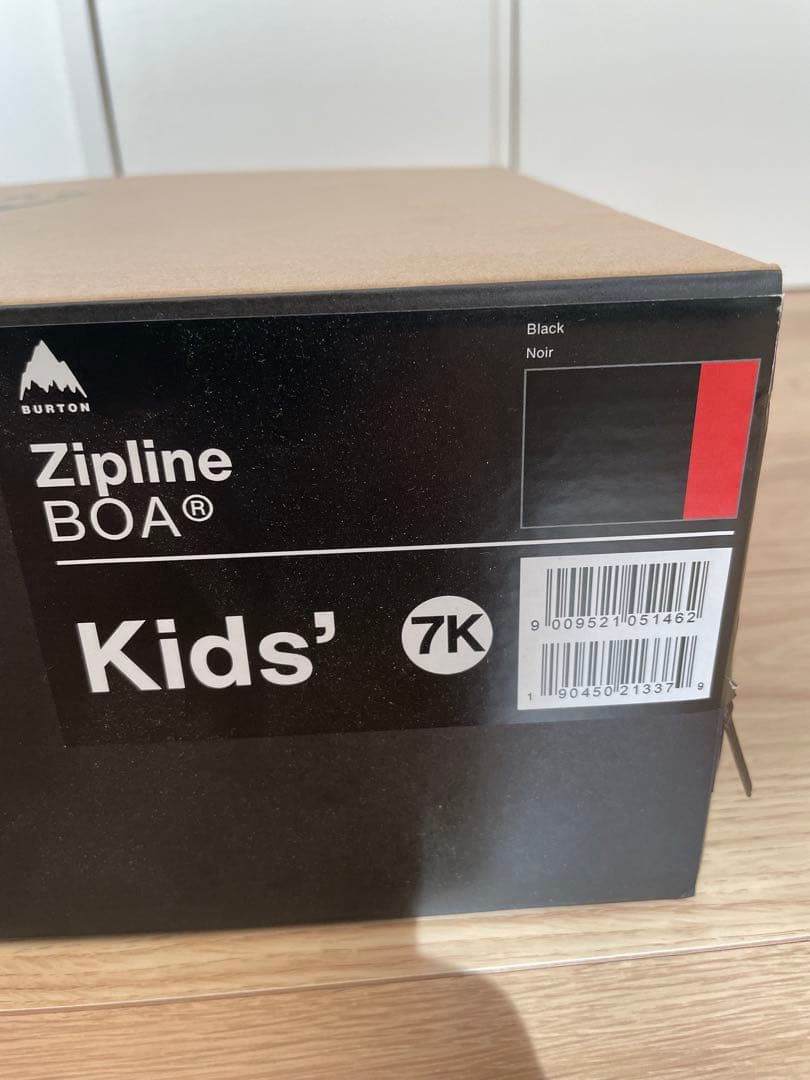 BURTON
Zipline
BOA®
Kids’
7K
Black
Noir
9 009521 051462
1 90450 21337 9